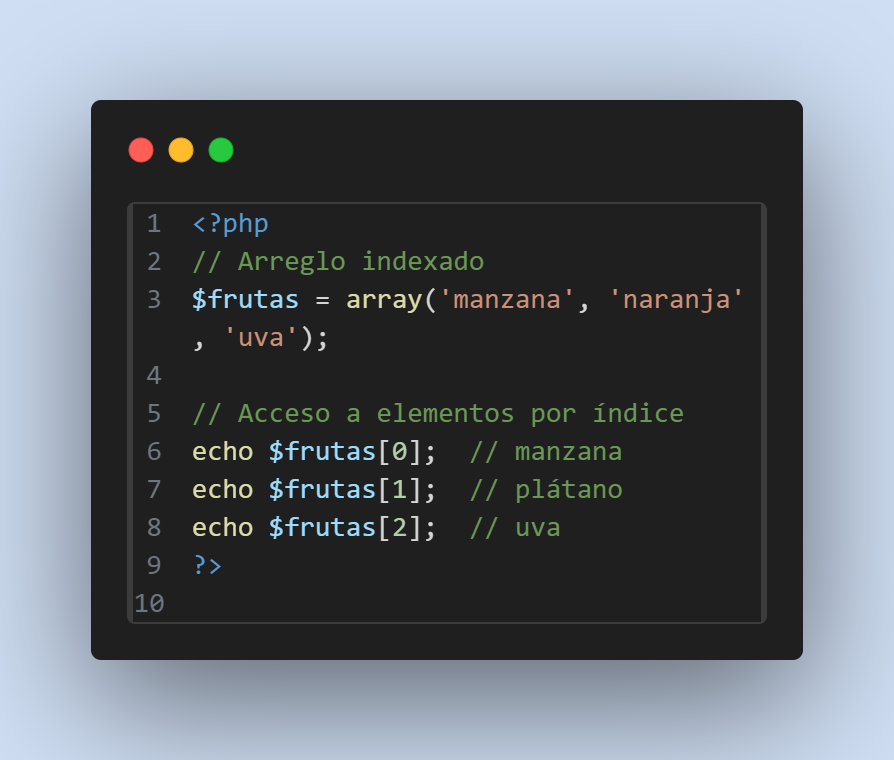 1 <?php
2 // Arreglo indexado
3 $frutas = array('manzana', 'naranja'
, 'uva');
4
5 // Acceso a elementos por índice
6 echo $frutas[0];  // manzana
7 echo $frutas[1];  // plátano
8 echo $frutas[2];  // uva
9 ?>
10